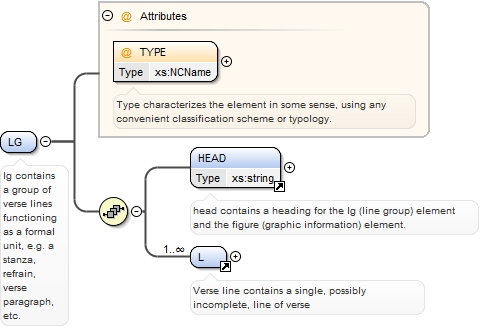 Attributes
@ TYPE
Type xs:NCName
Type characterizes the element in some sense, using any
convenient classification scheme or typology.
LG
lg contains
a group of
verse lines
functioning
as a formal
unit, e.g. a
stanza,
refrain,
verse
paragraph,
etc.
HEAD
Type xs:string
head contains a heading for the lg (line group) element
and the figure (graphic information) element.
1..∞
L
Verse line contains a single, possibly
incomplete, line of verse